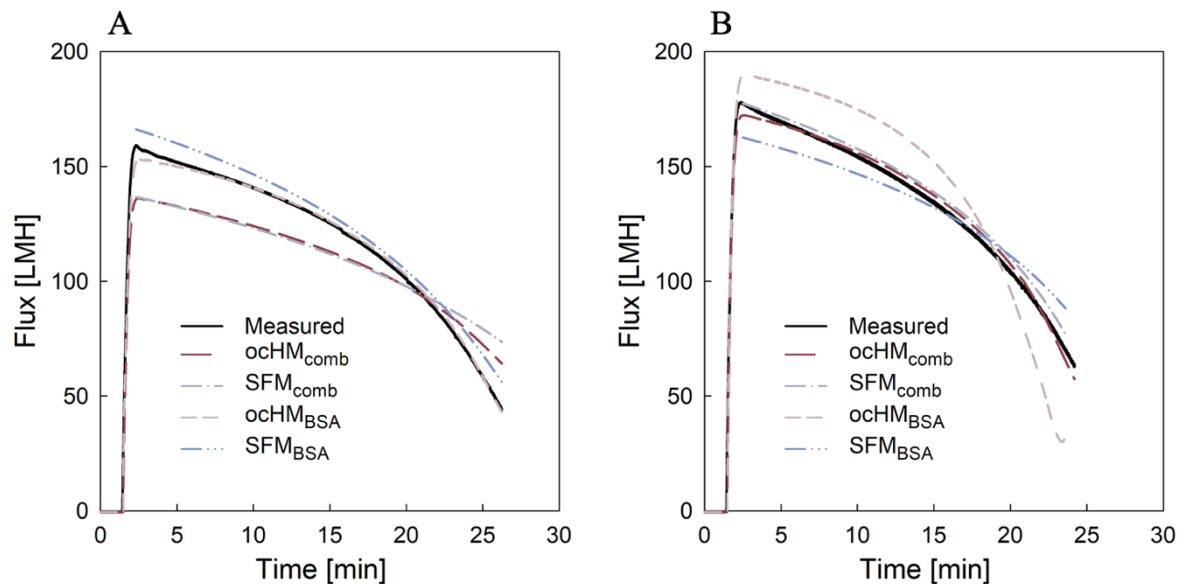 A
200
150
100
50
0
Flux [LMH]
Measured
ocHMcomb
SFMcomb
ocHMBSA
SFMBSA
0 5 10 15 20 25 30
Time [min]
B
200
150
100
50
0
Flux [LMH]
Measured
ocHMcomb
SFMcomb
ocHMBSA
SFMBSA
0 5 10 15 20 25 30
Time [min]